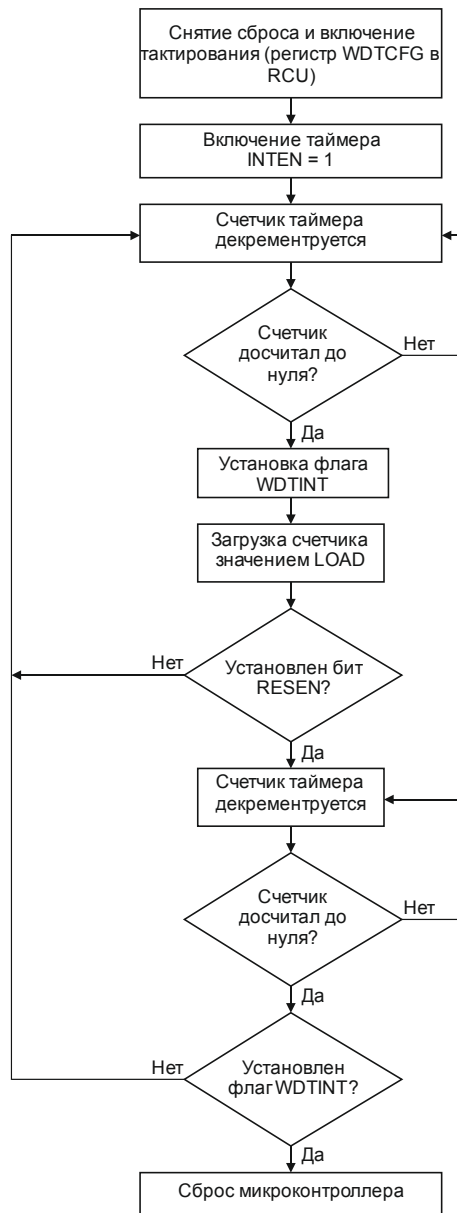 Снятие сброса и включение
тактирования (регистр WDTCFG в
RCU)
Включение таймера
INTEN = 1
Счетчик таймера
декрементруется
Счетчик
досчитал до
нуля?
Нет
Да
Установка флага
WDTINT
Загрузка счетчика
значением LOAD
Нет
Установлен бит
RESEN?
Да
Счетчик таймера
декрементруется
Счетчик
досчитал до
нуля?
Нет
Да
Нет
Установлен
флаг WDTINT?
Да
Сброс микроконтроллера